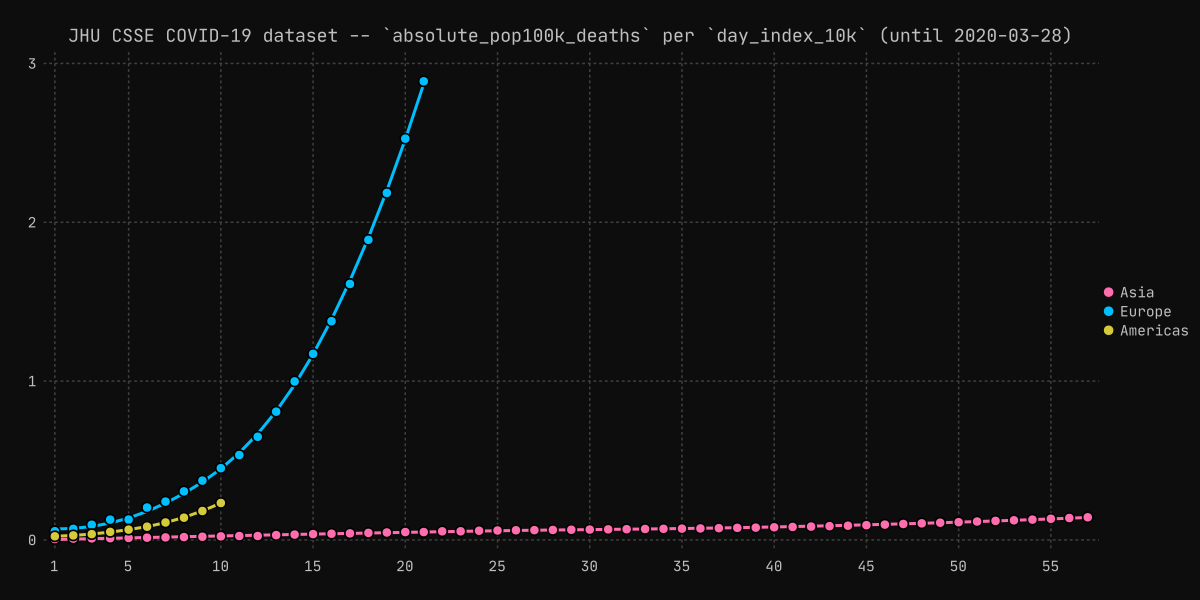 JHU CSSE COVID-19 dataset -- `absolute_pop100k_deaths` per `day_index_10k` (until 2020-03-28)
3
2
1
0
Asia
Europe
Americas
1 5 10 15 20 25 30 35 40 45 50 55